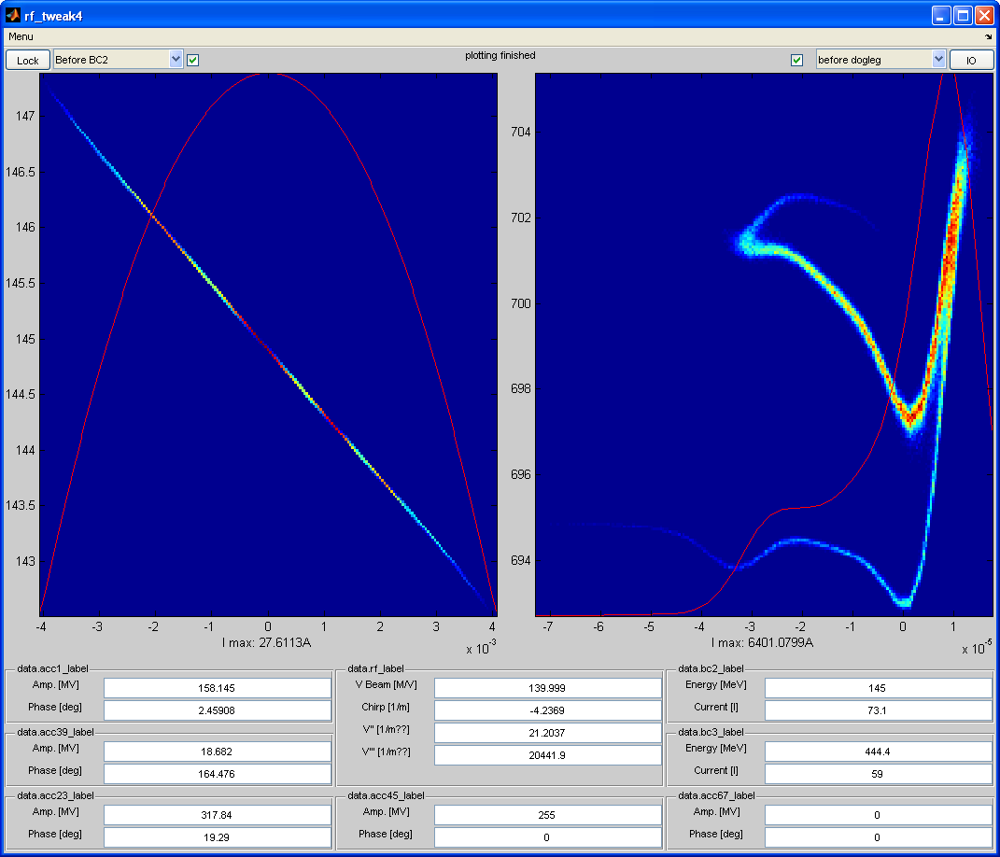 rf_tweak4
Menu
Lock Before BC2 plotting finished before dogleg IO
147
146.5
146
145.5
145
144.5
144
143.5
143
-4 -3 -2 -1 0 1 2 3 4
I max: 27.6113A
x 10^-3
704
702
700
698
696
694
-7 -6 -5 -4 -3 -2 -1 0 1
I max: 6401.0799A
x 10^-5
data.acc1_label
Amp. [MV] 158.145
Phase [deg] 2.45908
data.acc39_label
Amp. [MV] 18.682
Phase [deg] 164.476
data.acc23_label
Amp. [MV] 317.84
Phase [deg] 19.29
data.rf_label
V Beam [M/V] 139.999
Chirp [1/m] -4.2369
V'' [1/m??] 21.2037
V''' [1/m??] 20441.9
data.acc45_label
Amp. [MV] 255
Phase [deg] 0
data.bc2_label
Energy [MeV] 145
Current [I] 73.1
data.bc3_label
Energy [MeV] 444.4
Current [I] 59
data.acc67_label
Amp. [MV] 0
Phase [deg] 0